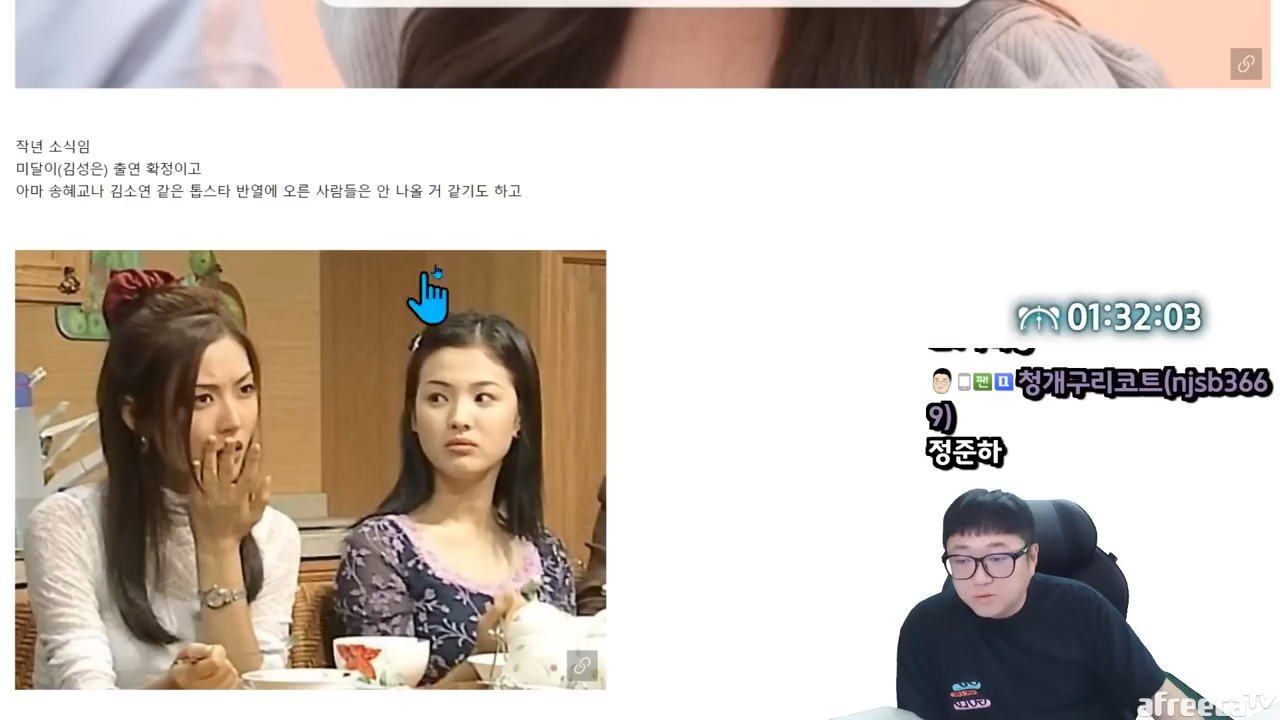 작년 소식임
미달이(김성은) 출연 확정이고
아마 송혜교나 김소연 같은 톱스타 반열에 오른 사람들은 안 나올 거 같기도 하고
01:32:03
팬 청개구리코트(njsb366
9)
정준하
afreecaTV